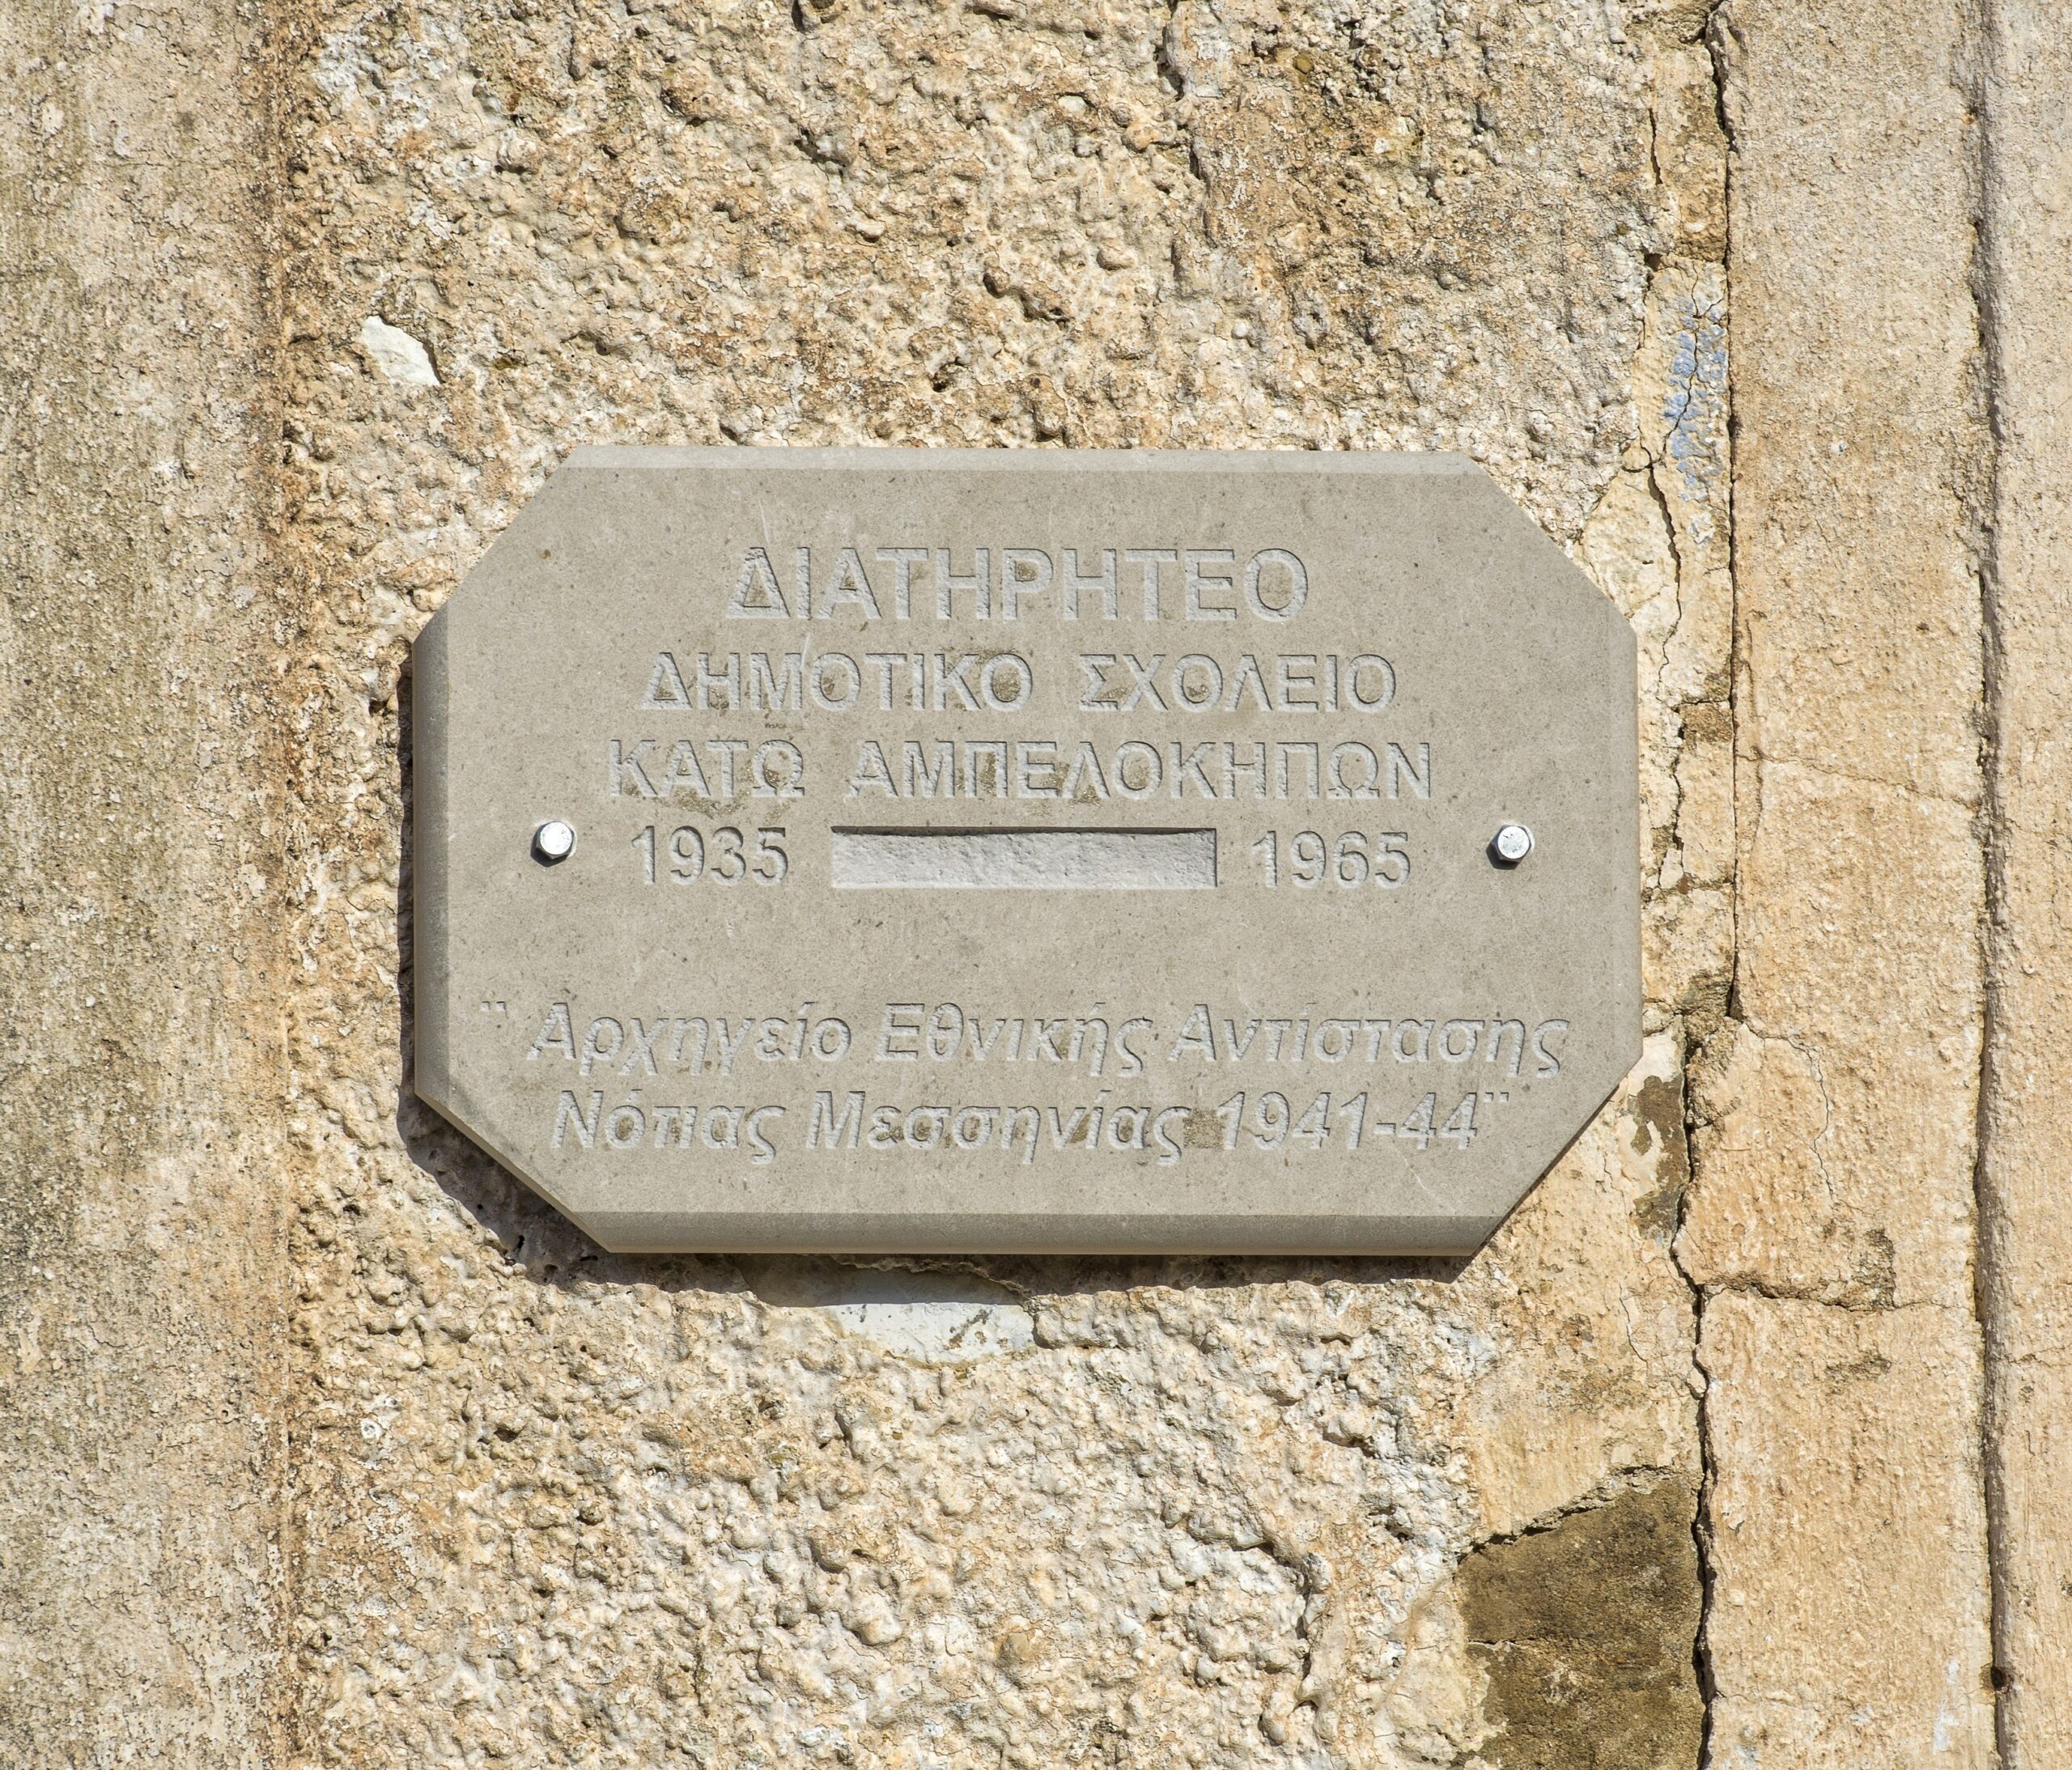 ΔΙΑΤΗΡΗΤΕΟ
ΔΗΜΟΤΙΚΟ ΣΧΟΛΕΙΟ
ΚΑΤΩ ΑΜΠΕΛΟΚΗΠΩΝ
1935 1965
¨ Αρχηγείο Εθνικής Αντίστασης
Νότιας Μεσσηνίας 1941-44¨